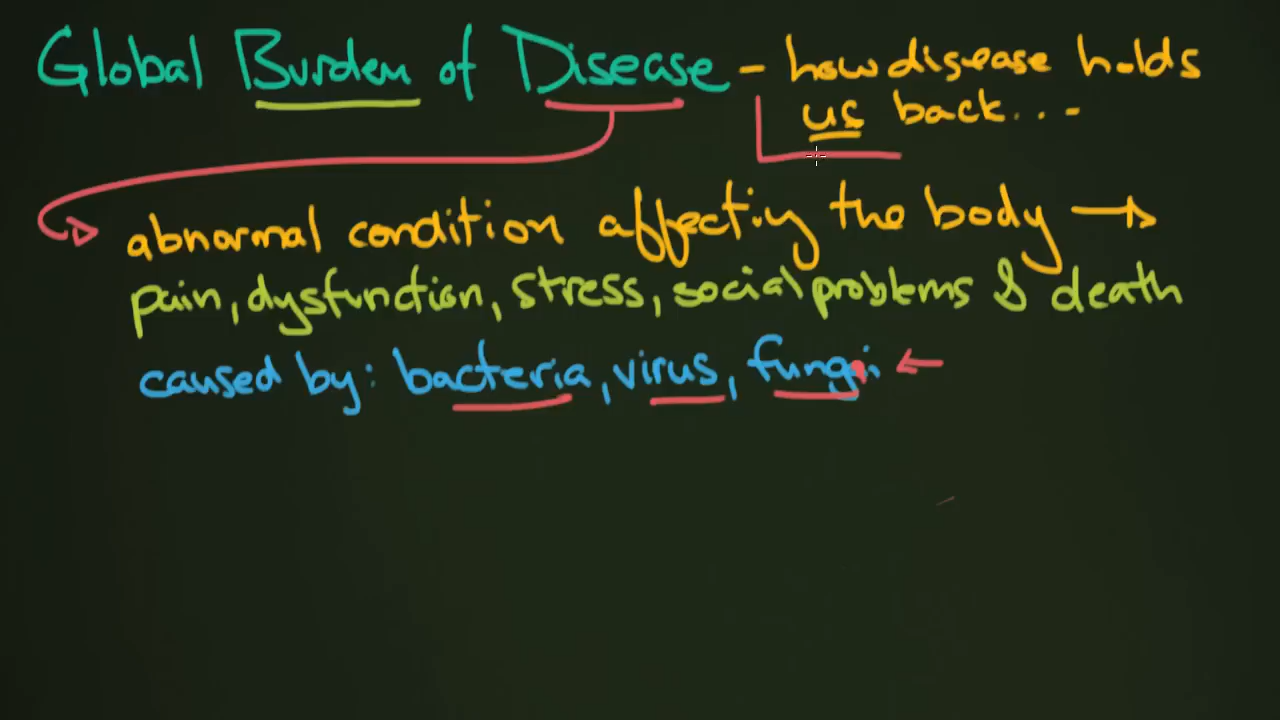 Global Burden of Disease - how disease holds
us back...-
abnormal condition affecting the body →
pain, dysfunction, stress, social problems & death
caused by: bacteria, virus, fungi ←